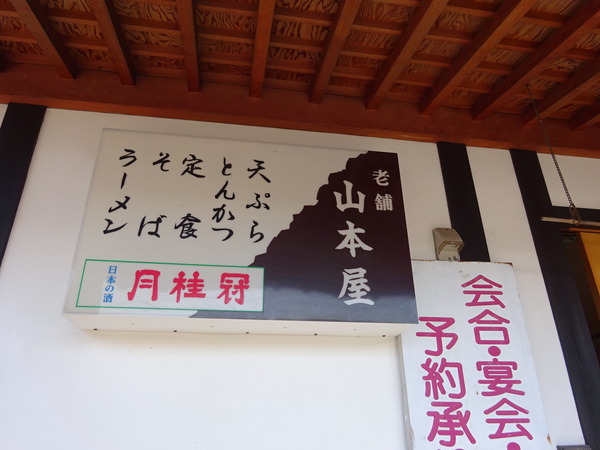 老舗
山本屋
天ぷら
とんかつ
定食
そば
ラーメン
日本の酒
月桂冠
会合・宴会・
予約承